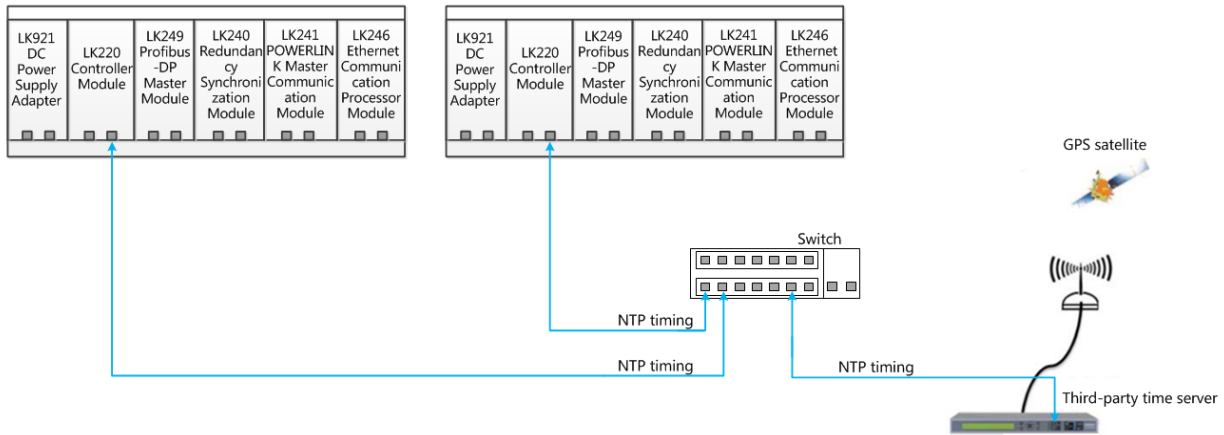 LK921
DC
Power
Supply
Adapter
LK220
Controller
Module
LK249
Profibus
-DP
Master
Module
LK240
Redundan
cy
Synchroni
zation
Module
LK241
POWERLIN
K Master
Communic
ation
Module
LK246
Ethernet
Communi
cation
Processor
Module
LK921
DC
Power
Supply
Adapter
LK220
Controller
Module
LK249
Profibus
-DP
Master
Module
LK240
Redundan
cy
Synchroni
zation
Module
LK241
POWERLIN
K Master
Communic
ation
Module
LK246
Ethernet
Communi
cation
Processor
Module
GPS satellite
Switch
NTP timing
NTP timing
NTP timing
Third-party time server